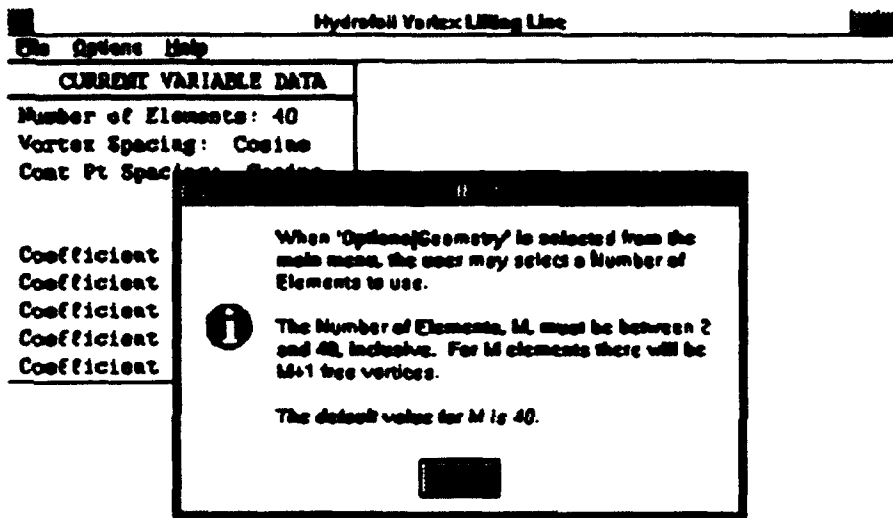 Hydrofoil Vortex Lifting Line
File Options Help
CURRENT VARIABLE DATA
Number of Elements: 40
Vortex Spacing: Cosine
Cont Pt Spacing: Cosine
Coefficient
Coefficient
Coefficient
Coefficient
Coefficient
When 'Options|Geometry' is selected from the
main menu, the user may select a Number of
Elements to use.
The Number of Elements, M, must be between 2
and 40, inclusive. For M elements there will be
M+1 free vortices.
The default value for M is 40.